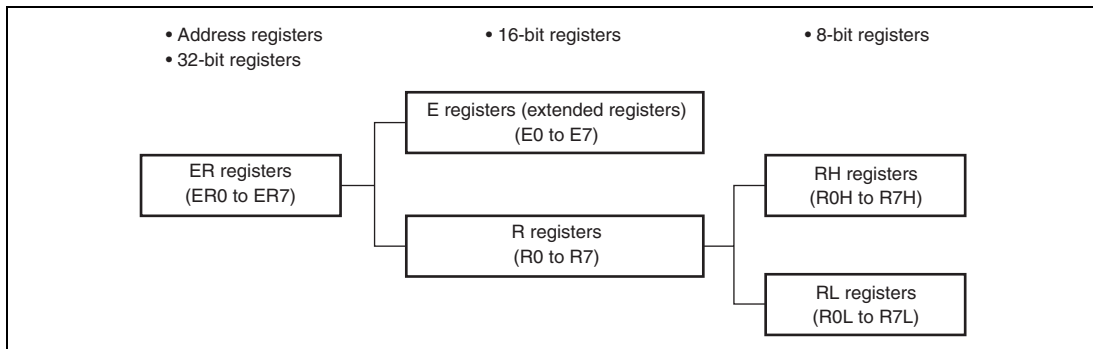 • Address registers
• 32-bit registers
• 16-bit registers
• 8-bit registers
E registers (extended registers)
(E0 to E7)
ER registers
(ER0 to ER7)
RH registers
(R0H to R7H)
R registers
(R0 to R7)
RL registers
(R0L to R7L)